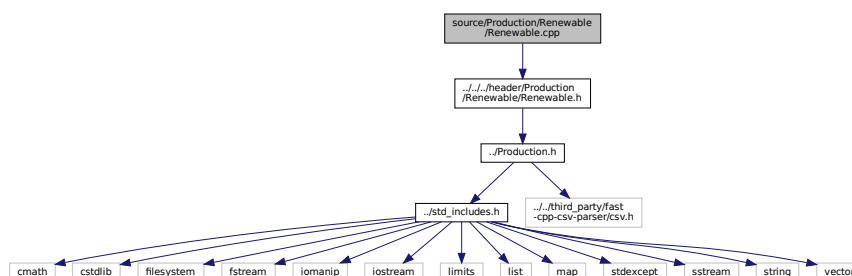 source/Production/Renewable
/Renewable.cpp
../../../header/Production
/Renewable/Renewable.h
../Production.h
../std_includes.h
../../third_party/fast
-cpp-csv-parser/csv.h
cmath
cstdlib
filesystem
fstream
iomanip
iostream
limits
list
map
stdexcept
sstream
string
vector